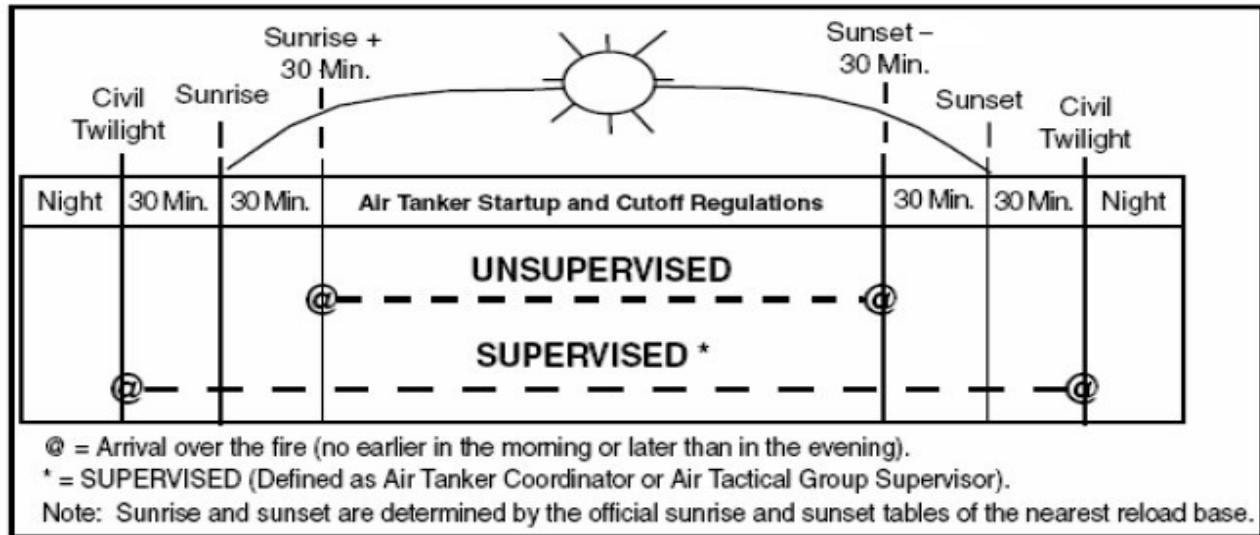 Sunrise +
30 Min.
Sunset –
30 Min.
Civil
Twilight
Sunrise
Sunset
Civil
Twilight
Night 30 Min. 30 Min. Air Tanker Startup and Cutoff Regulations 30 Min. 30 Min. Night
UNSUPERVISED
@ @
SUPERVISED *
@ @
@ = Arrival over the fire (no earlier in the morning or later than in the evening).
* = SUPERVISED (Defined as Air Tanker Coordinator or Air Tactical Group Supervisor).
Note: Sunrise and sunset are determined by the official sunrise and sunset tables of the nearest reload base.